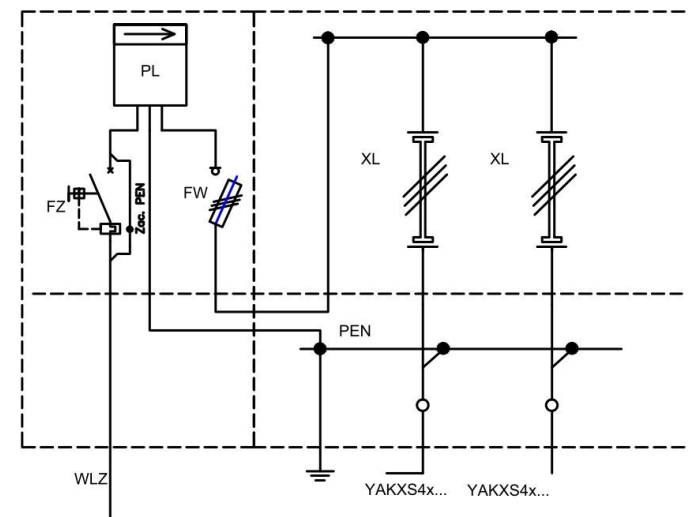 PL
XL
XL
FZ
Zac. PEN
FW
PEN
WLZ
YAKXS4x...
YAKXS4x...